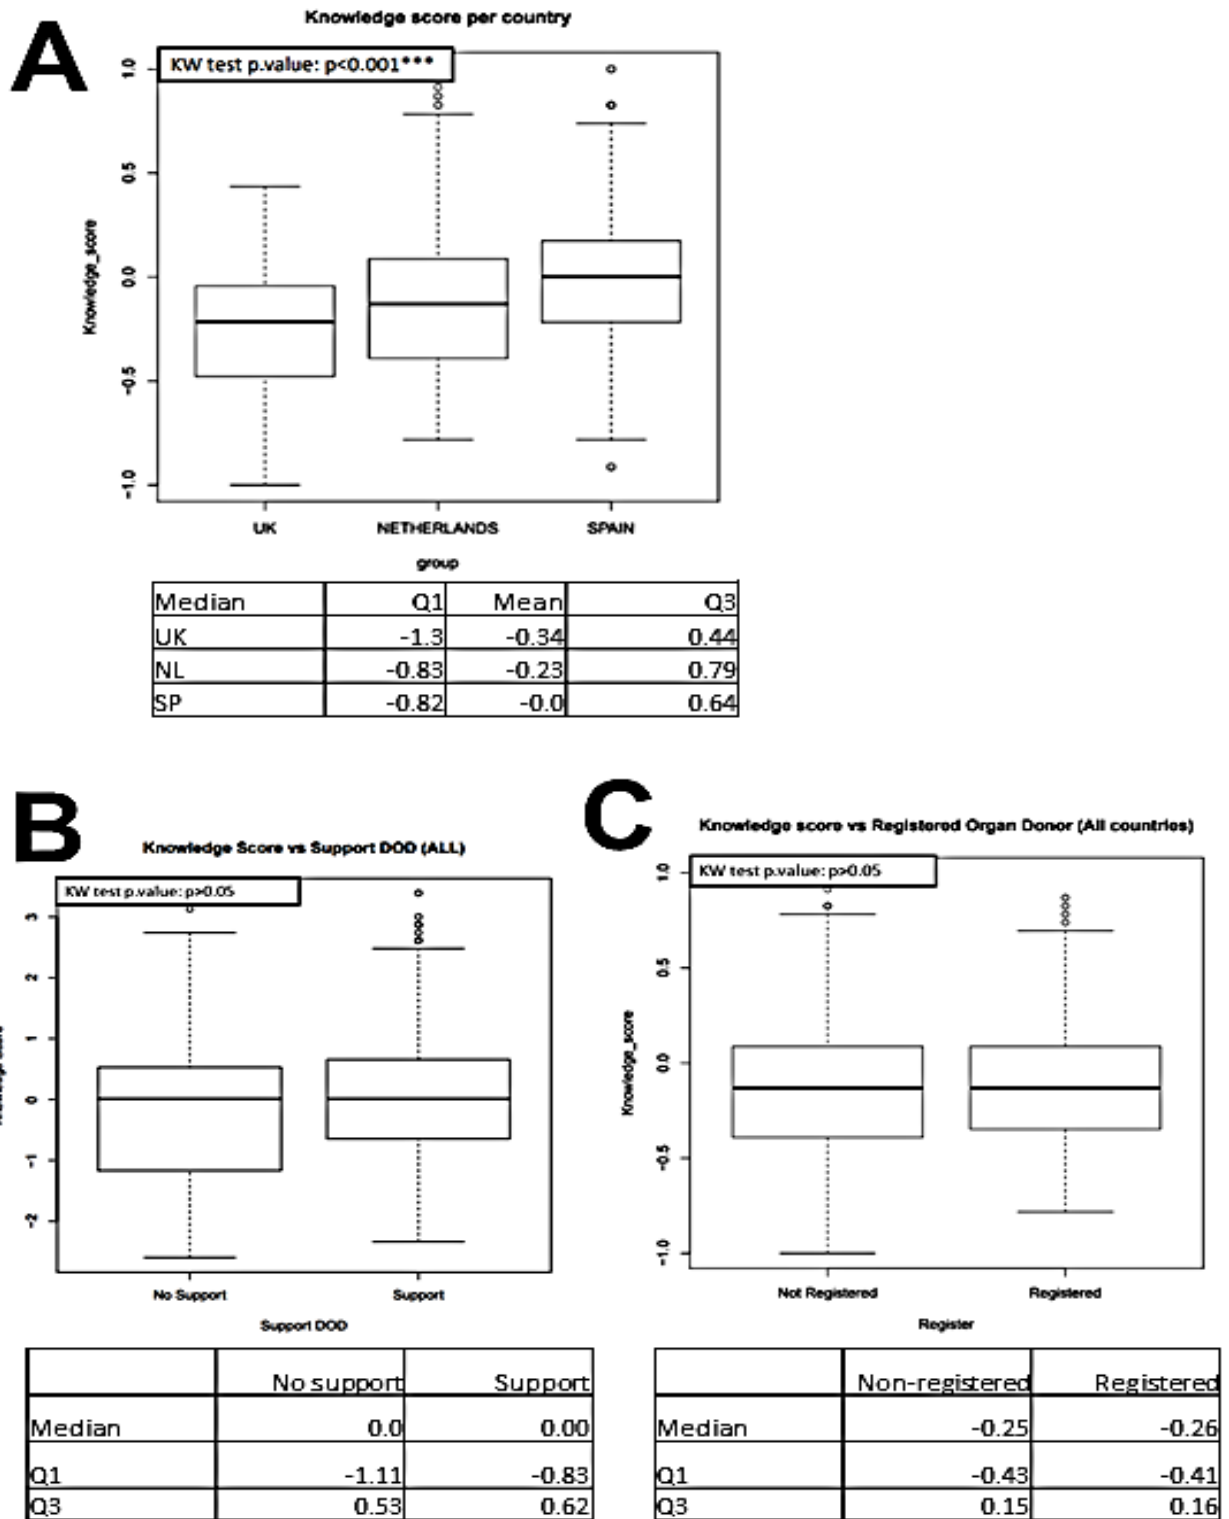 A
Knowledge score per country
KW test p.value: p<0.001***
1.0
0.5
0.0
-0.5
-1.0
Knowledge_score
UK NETHERLANDS SPAIN
group
Median Q1 Mean Q3
UK -1.3 -0.34 0.44
NL -0.83 -0.23 0.79
SP -0.82 -0.0 0.64
B
Knowledge Score vs Support DOD (ALL)
KW test p.value: p>0.05
3
2
1
0
-1
-2
No Support Support
Support DOD
No support Support
Median 0.0 0.00
Q1 -1.11 -0.83
Q3 0.53 0.62
C
Knowledge score vs Registered Organ Donor (All countries)
KW test p.value: p>0.05
1.0
0.5
0.0
-0.5
-1.0
Knowledge_score
Not Registered Registered
Register
Non-registered Registered
Median -0.25 -0.26
Q1 -0.43 -0.41
Q3 0.15 0.16